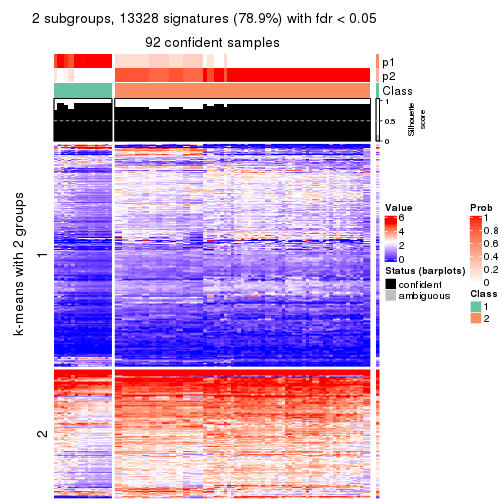 2 subgroups, 13328 signatures (78.9%) with fdr < 0.05
92 confident samples
p1
p2
Class
1
0.5
0
Silhouette
score
k-means with 2 groups
1
2
Value
6
4
2
0
Status (barplots)
confident
ambiguous
Prob
1
0.8
0.6
0.4
0.2
0
Class
1
2